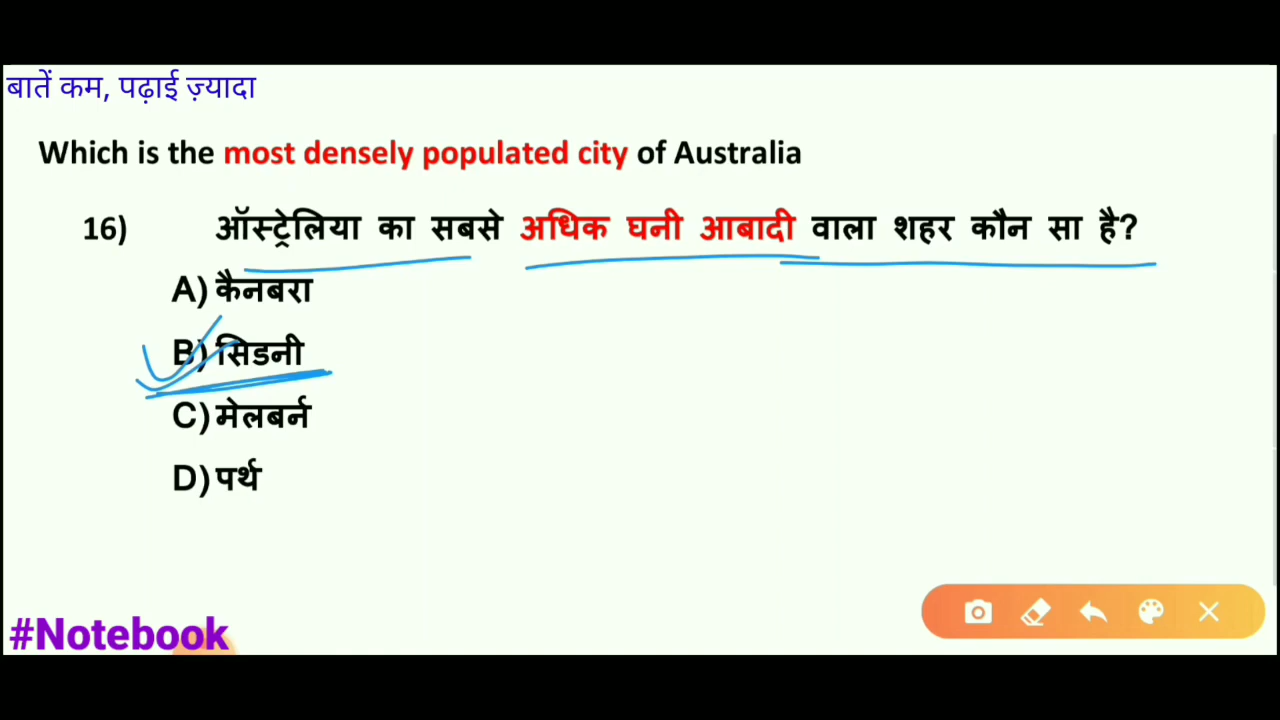 बातें कम, पढ़ाई ज़्यादा
Which is the most densely populated city of Australia
16) ऑस्ट्रेलिया का सबसे अधिक घनी आबादी वाला शहर कौन सा है?
A) कैनबरा
B) सिडनी
C) मेलबर्न
D) पर्थ
#Notebook